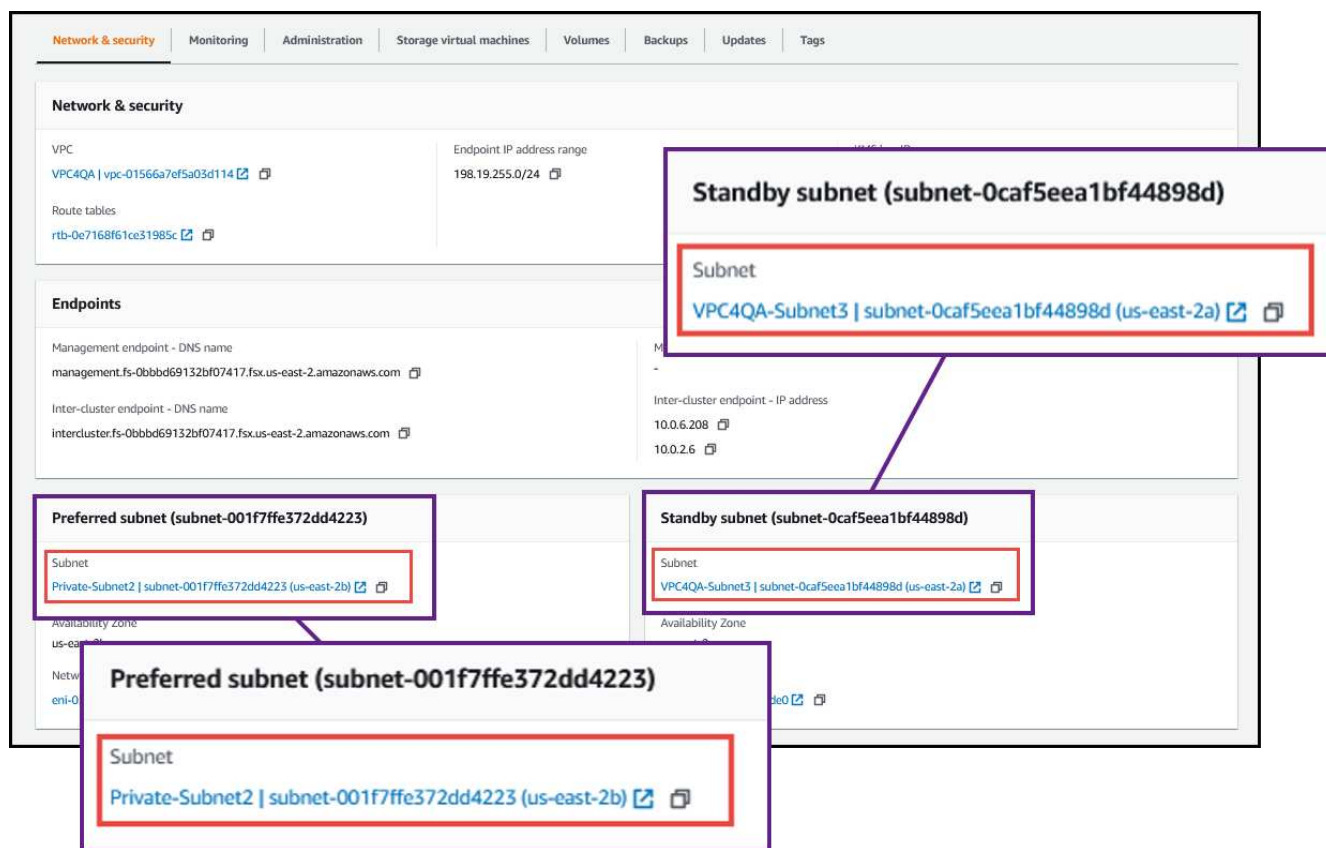 Network & security Monitoring Administration Storage virtual machines Volumes Backups Updates Tags
Network & security
VPC
VPC4QA | vpc-01566a7ef5a03d114
Route tables
rtb-0e7168f61ce31985c
Endpoint IP address range
198.19.255.0/24
Standby subnet (subnet-0caf5eea1bf44898d)
Subnet
VPC4QA-Subnet3 | subnet-0caf5eea1bf44898d (us-east-2a)
Endpoints
Management endpoint - DNS name
management.fs-0bbbd69132bf07417.fsx.us-east-2.amazonaws.com
Inter-cluster endpoint - DNS name
intercluster.fs-0bbbd69132bf07417.fsx.us-east-2.amazonaws.com
-
Inter-cluster endpoint - IP address
10.0.6.208
10.0.2.6
Preferred subnet (subnet-001f7ffe372dd4223)
Subnet
Private-Subnet2 | subnet-001f7ffe372dd4223 (us-east-2b)
Availability Zone
Standby subnet (subnet-0caf5eea1bf44898d)
Subnet
VPC4QA-Subnet3 | subnet-0caf5eea1bf44898d (us-east-2a)
Availability Zone
Preferred subnet (subnet-001f7ffe372dd4223)
Subnet
Private-Subnet2 | subnet-001f7ffe372dd4223 (us-east-2b)